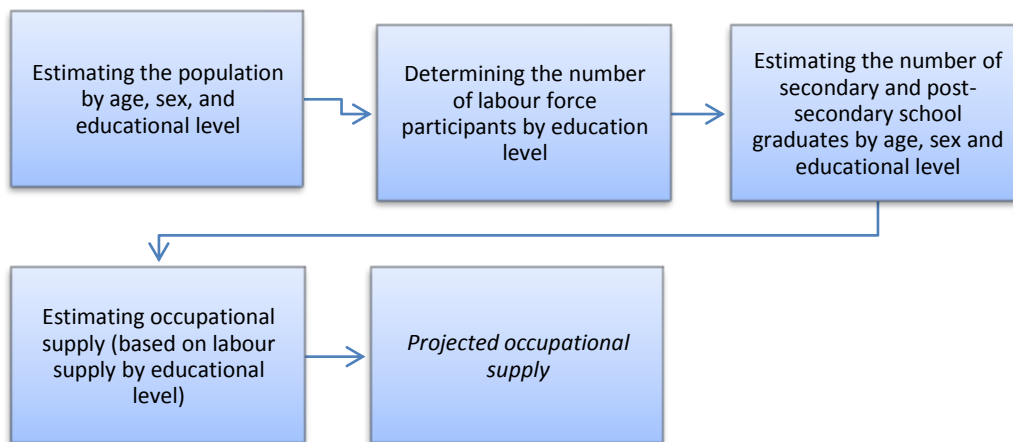 Estimating the population
by age, sex, and
educational level
Determining the number
of labour force
participants by education
level
Estimating the number of
secondary and post-
secondary school
graduates by age, sex and
educational level
Estimating occupational
supply (based on labour
supply by educational
level)
Projected occupational
supply